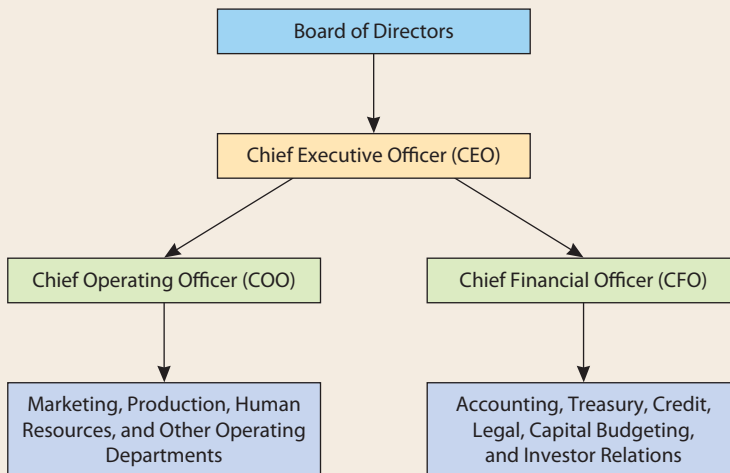 Board of Directors
Chief Executive Officer (CEO)
Chief Operating Officer (COO)
Chief Financial Officer (CFO)
Marketing, Production, Human
Resources, and Other Operating
Departments
Accounting, Treasury, Credit,
Legal, Capital Budgeting,
and Investor Relations